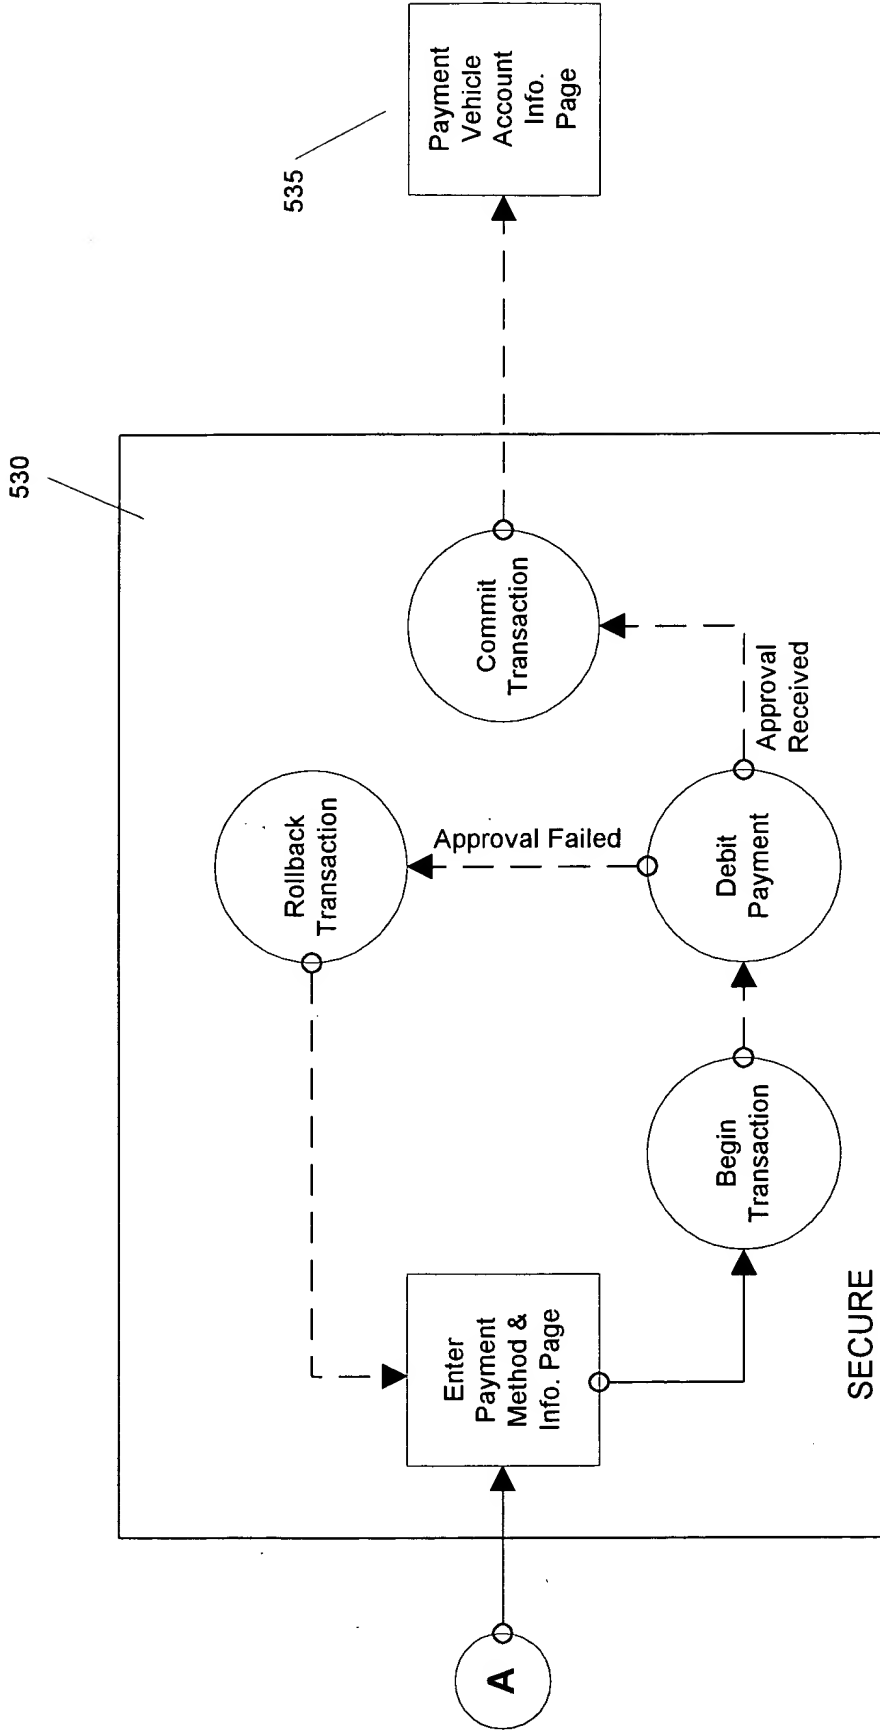 530
535
Payment
Vehicle
Account
Info.
Page
Rollback
Transaction
Commit
Transaction
Approval Failed
Approval
Received
Enter
Payment
Method &
Info. Page
A
Begin
Transaction
Debit
Payment
SECURE